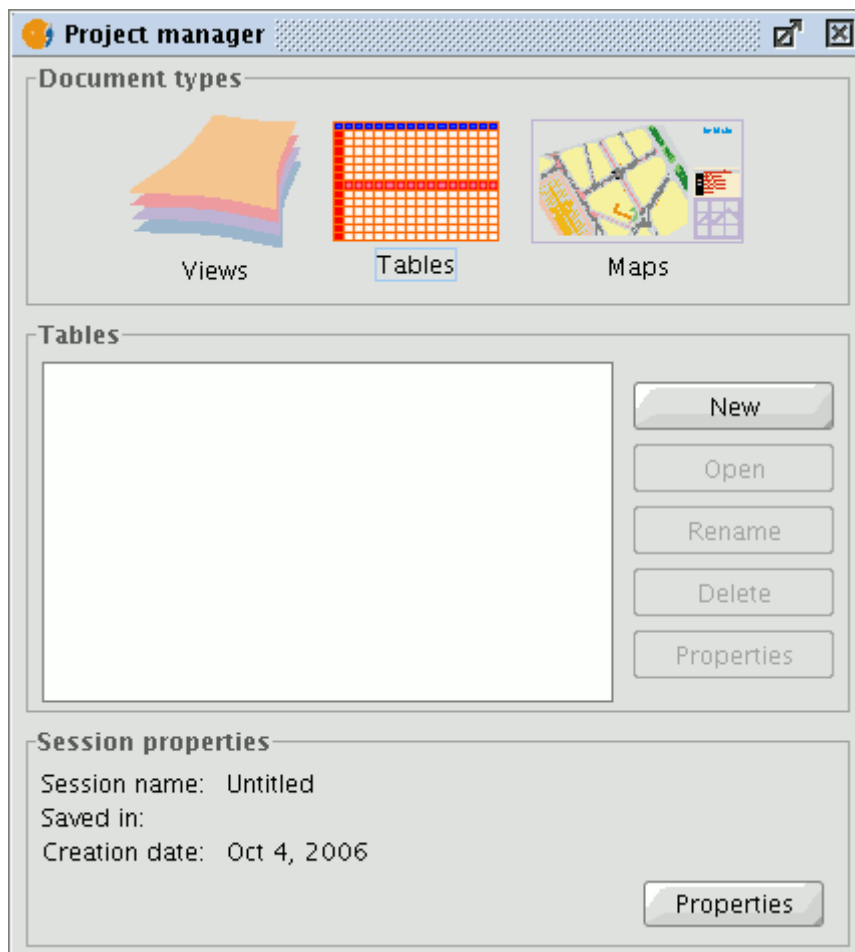 Project manager
Document types
Views
Tables
Maps
Tables
New
Open
Rename
Delete
Properties
Session properties
Session name: Untitled
Saved in:
Creation date: Oct 4, 2006
Properties